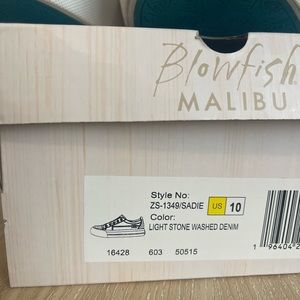 Blowfish
MALIBU
Style No:
ZS-1349/SADIE
US 10
Color:
LIGHT STONE WASHED DENIM
16428 603 50515